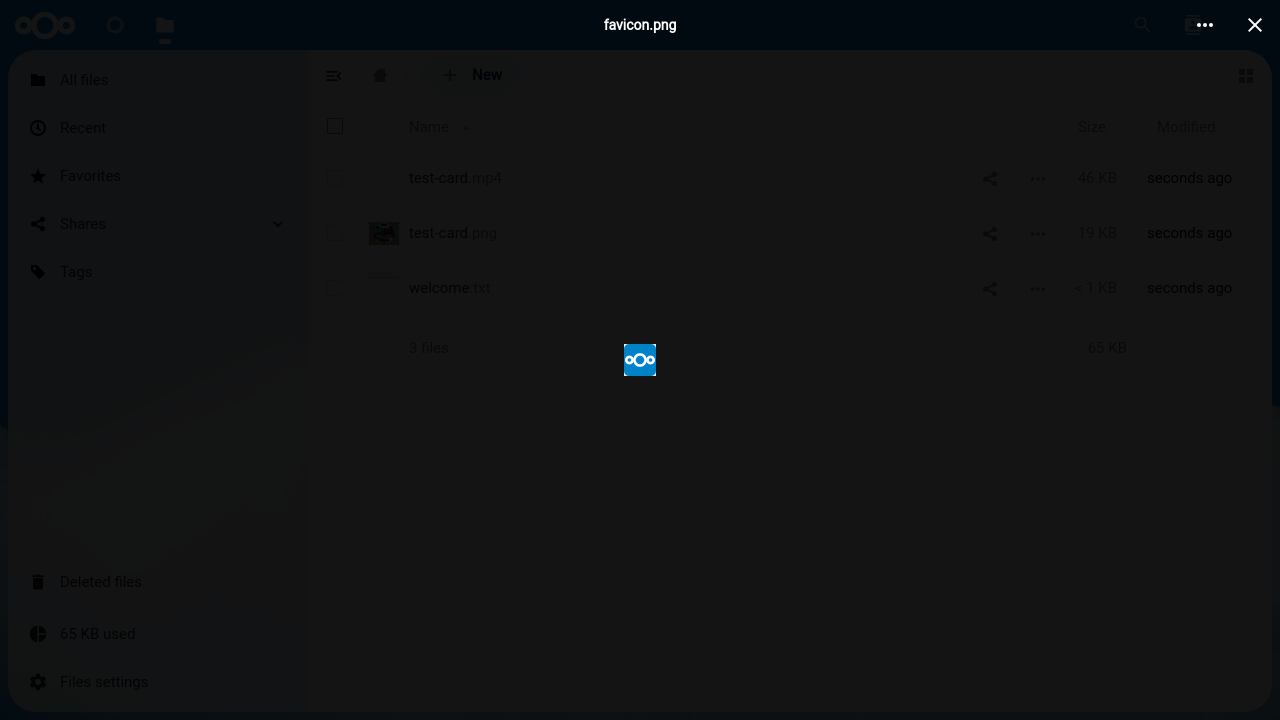 favicon.png
All files
Recent
Favorites
Shares
Tags
New
Name Size Modified
test-card.mp4 46 KB seconds ago
test-card.png 19 KB seconds ago
welcome.txt < 1 KB seconds ago
3 files 65 KB
Deleted files
65 KB used
Files settings